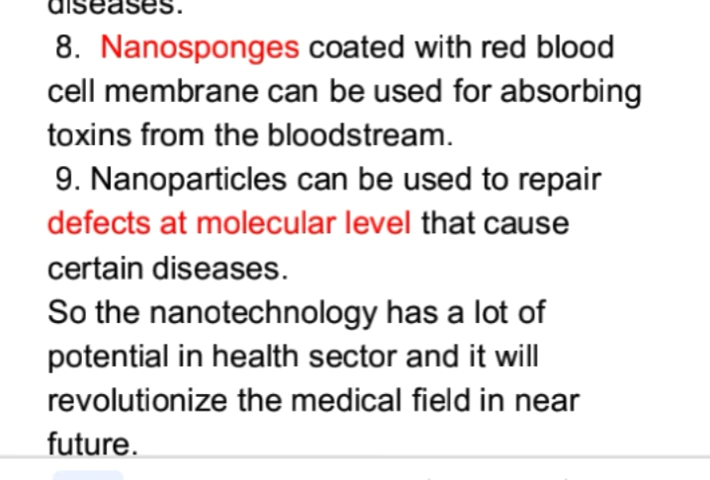 diseases.
8. Nanosponges coated with red blood
cell membrane can be used for absorbing
toxins from the bloodstream.
9. Nanoparticles can be used to repair
defects at molecular level that cause
certain diseases.
So the nanotechnology has a lot of
potential in health sector and it will
revolutionize the medical field in near
future.